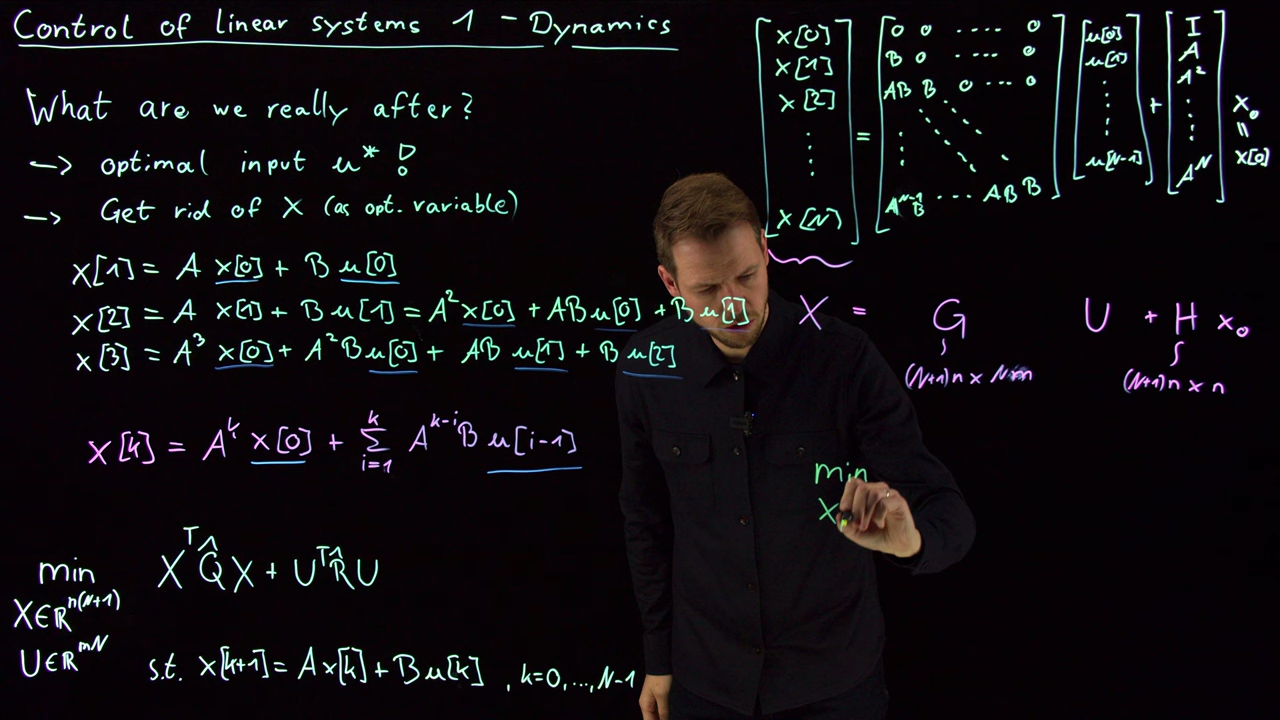 Control of linear systems 1 - Dynamics
What are we really after?
→ optimal input u* !
→ Get rid of X (as opt. variable)
x[1] = A x[0] + B u[0]
x[2] = A x[1] + B u[1] = A² x[0] + AB u[0] + B u[1]
x[3] = A³ x[0] + A² B u[0] + AB u[1] + B u[2]
x[k] = Aᵏ x[0] + Σ_{i=1}^{k} A^{k-i} B u[i-1]
min XᵀQ̂X + UᵀR̂U
X∈ℝ^{n(N+1)}
U∈ℝ^{mN}
s.t. x[k+1] = A x[k] + B u[k] , k=0,...,N-1
x[0] 0 0 .... 0 u[0] I
x[1] B 0 .... 0 u[1] A
x[2] AB B 0 ... 0 A²
= + x₀
= x[0]
x[N] A^{N-1}B ... AB B u[N-1] A^N
X = G U + H x₀
(N+1)n × N·m (N+1)n × n
min
X